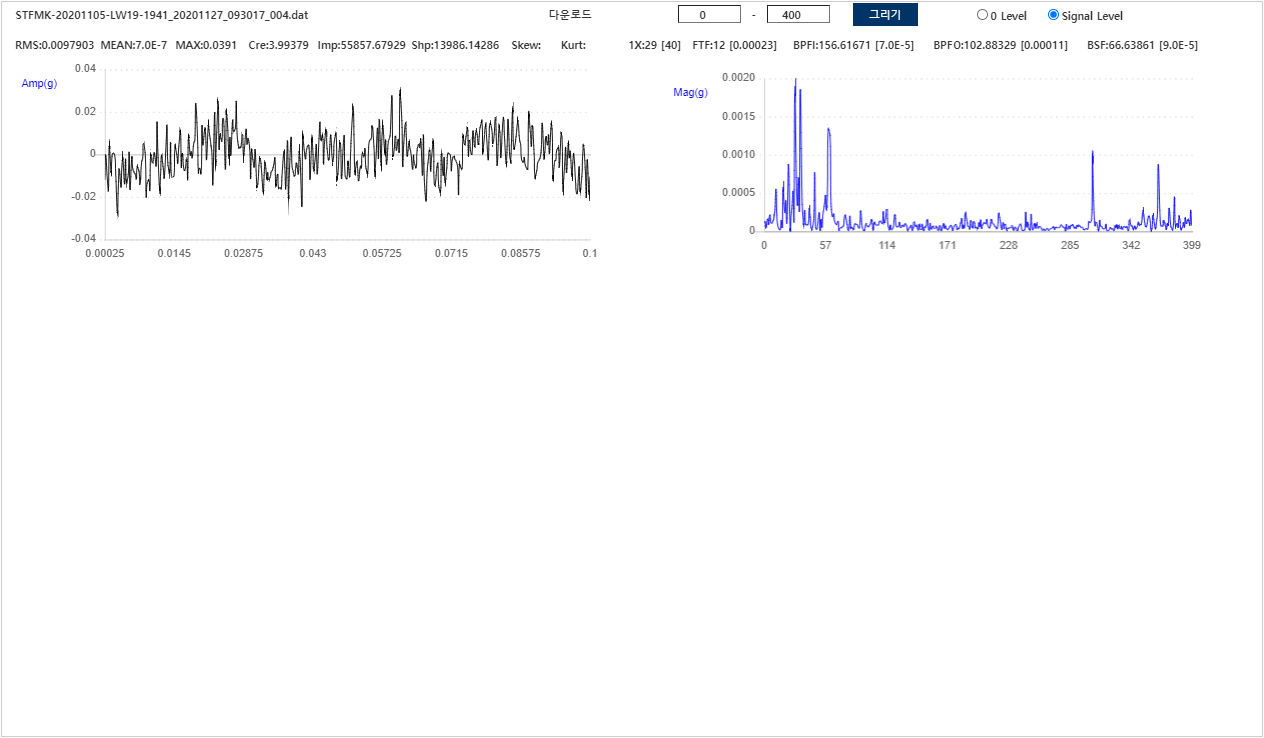 STFMK-20201105-LW19-1941_20201127_093017_004.dat 다운로드 0 - 400 그리기 0 Level Signal Level
RMS:0.0097903 MEAN:7.0E-7 MAX:0.0391 Cre:3.99379 Imp:55857.67929 Shp:13986.14286 Skew: Kurt: 1X:29 [40] FTF:12 [0.00023] BPFI:156.61671 [7.0E-5] BPFO:102.88329 [0.00011] BSF:66.63861 [9.0E-5]
Amp(g)
0.04
0.02
0
-0.02
-0.04
0.00025 0.0145 0.02875 0.043 0.05725 0.0715 0.08575 0.1
Mag(g)
0.0020
0.0015
0.0010
0.0005
0
0 57 114 171 228 285 342 399